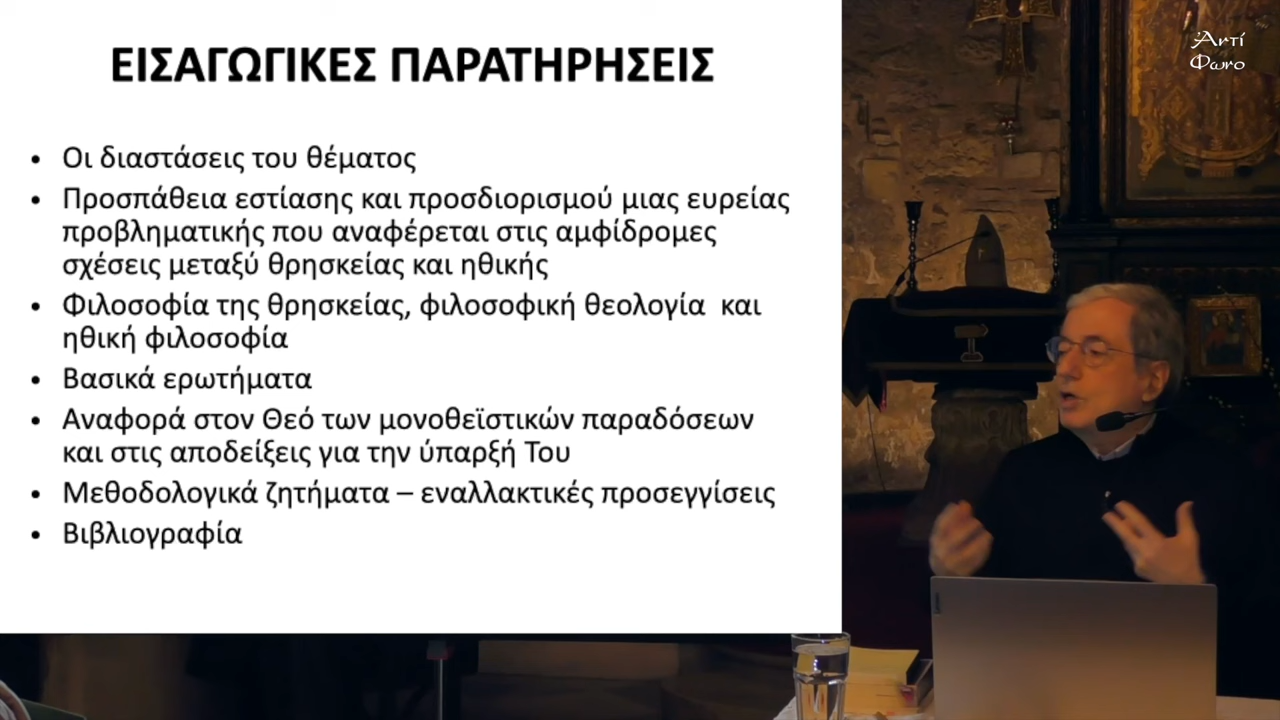 ΕΙΣΑΓΩΓΙΚΕΣ ΠΑΡΑΤΗΡΗΣΕΙΣ
• Οι διαστάσεις του θέματος
• Προσπάθεια εστίασης και προσδιορισμού μιας ευρείας
προβληματικής που αναφέρεται στις αμφίδρομες
σχέσεις μεταξύ θρησκείας και ηθικής
• Φιλοσοφία της θρησκείας, φιλοσοφική θεολογία και
ηθική φιλοσοφία
• Βασικά ερωτήματα
• Αναφορά στον Θεό των μονοθεϊστικών παραδόσεων
και στις αποδείξεις για την ύπαρξή Του
• Μεθοδολογικά ζητήματα – εναλλακτικές προσεγγίσεις
• Βιβλιογραφία
Ἀντί
Φωνο